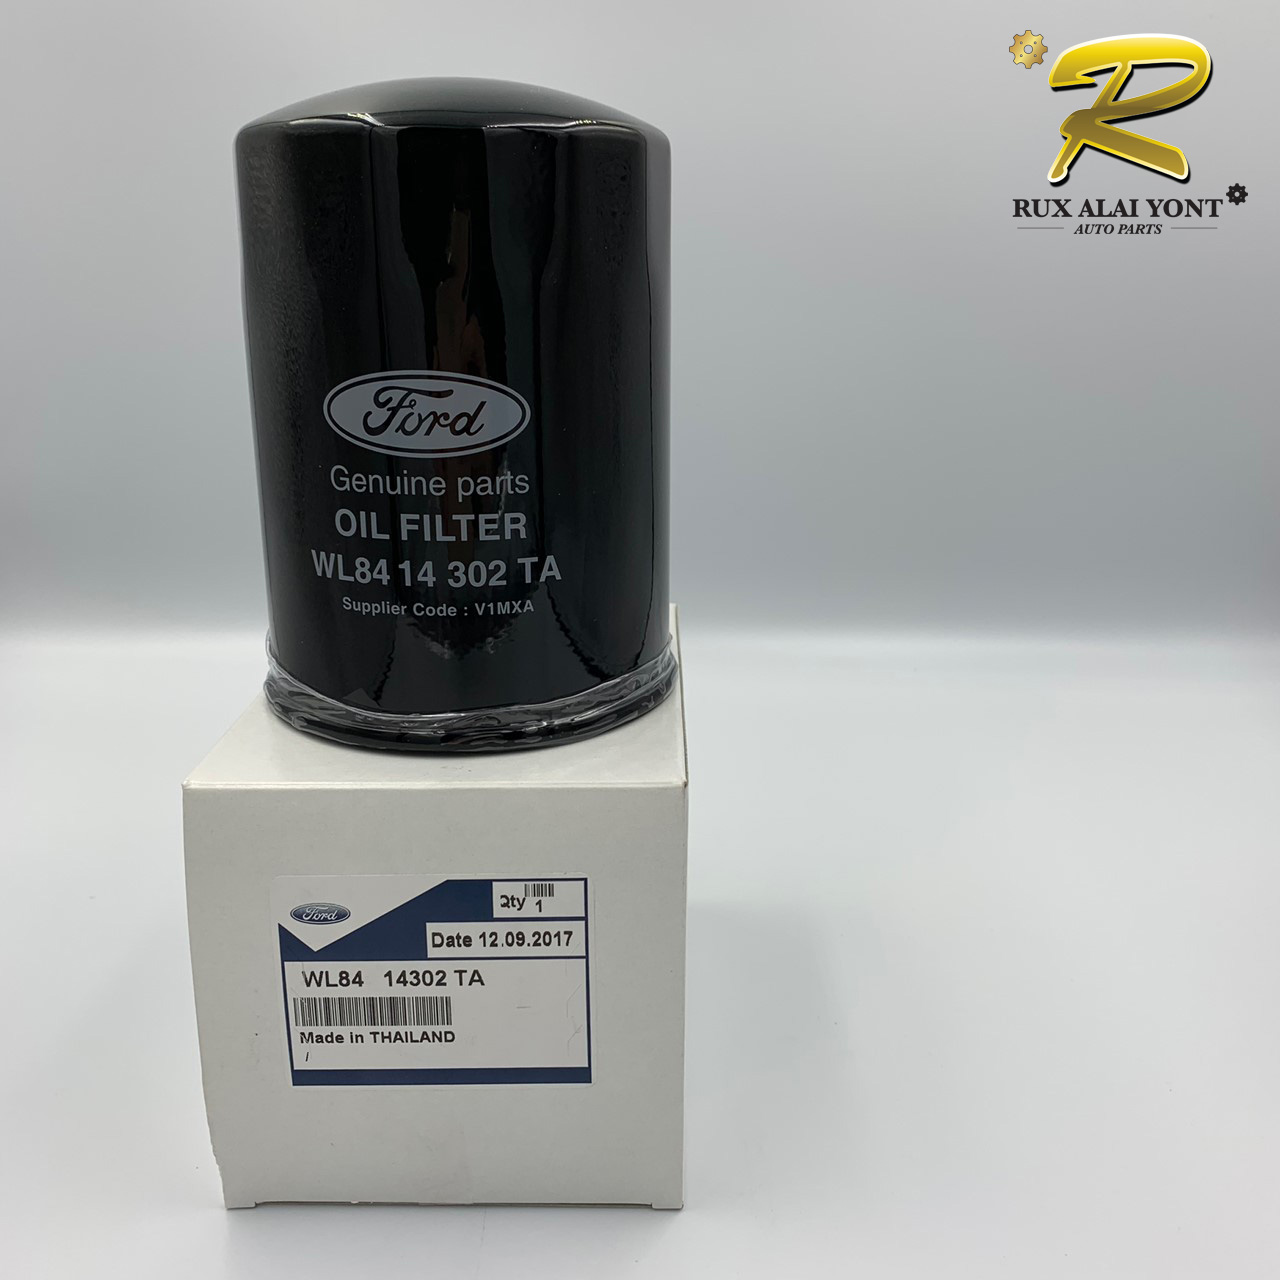 R
RUX ALAI YONT
AUTO PARTS
Ford
Genuine parts
OIL FILTER
WL84 14 302 TA
Supplier Code : V1MXA
Ford
Qty 1
Date 12.09.2017
WL84 14302 TA
Made in THAILAND
/